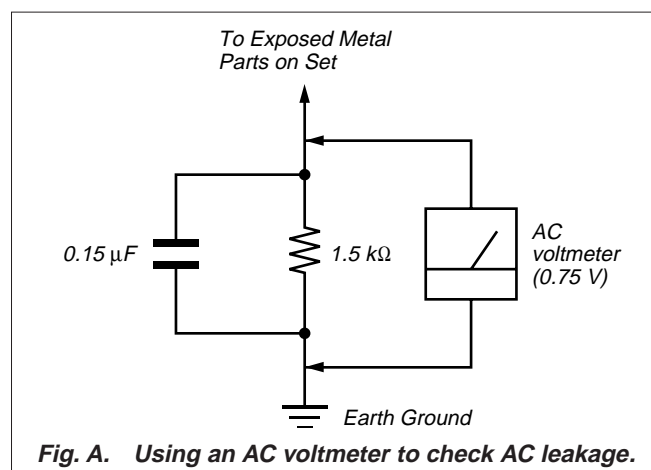 To Exposed Metal
Parts on Set
0.15 µF
1.5 kΩ
AC
voltmeter
(0.75 V)
Earth Ground
Fig. A. Using an AC voltmeter to check AC leakage.